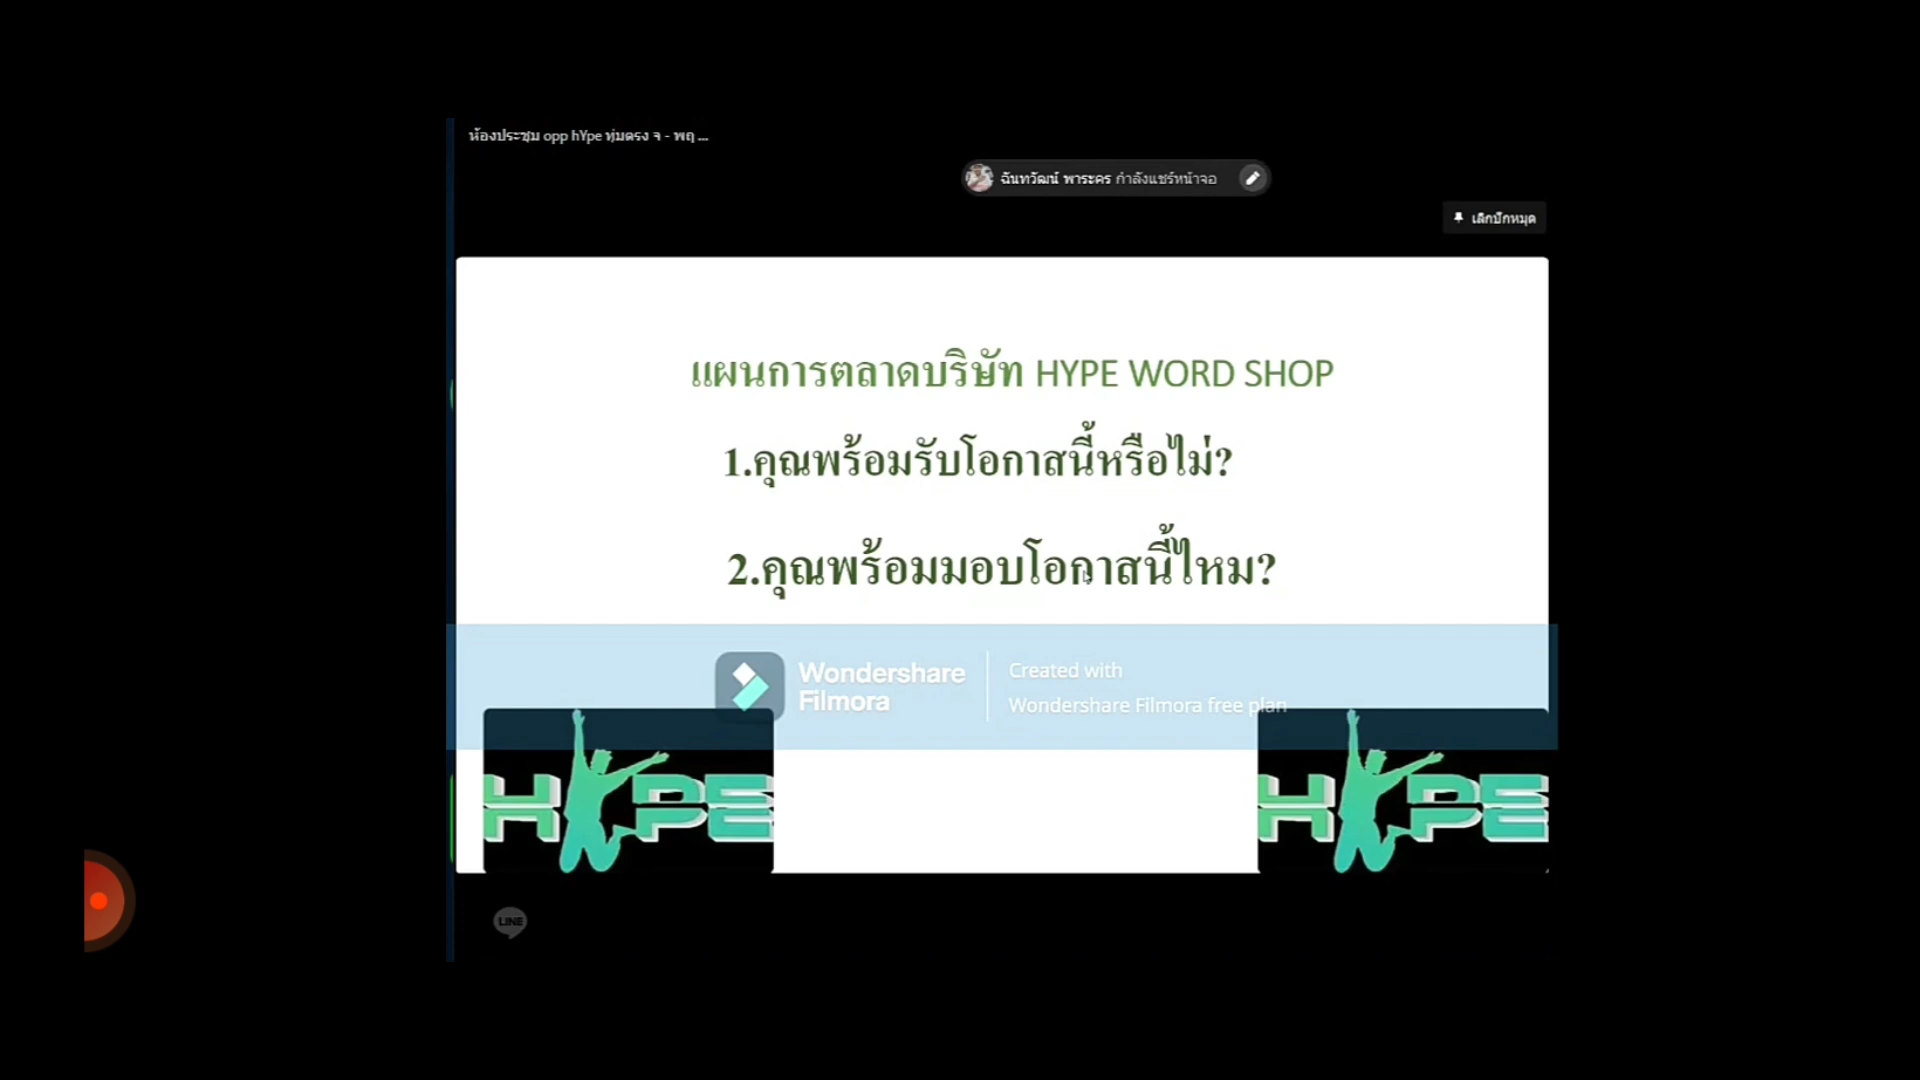 ห้องประชุม opp hYpe ทุ่มตรง จ - พฤ ...
ฉันทวัฒน์ พาระคร กำลังแชร์หน้าจอ
เลิกปักหมุด
แผนการตลาดบริษัท HYPE WORD SHOP
1.คุณพร้อมรับโอกาสนี้หรือไม่?
2.คุณพร้อมมอบโอกาสนี้ไหม?
Wondershare
Filmora
Created with
Wondershare Filmora free plan
HYPE
HYPE
LINE